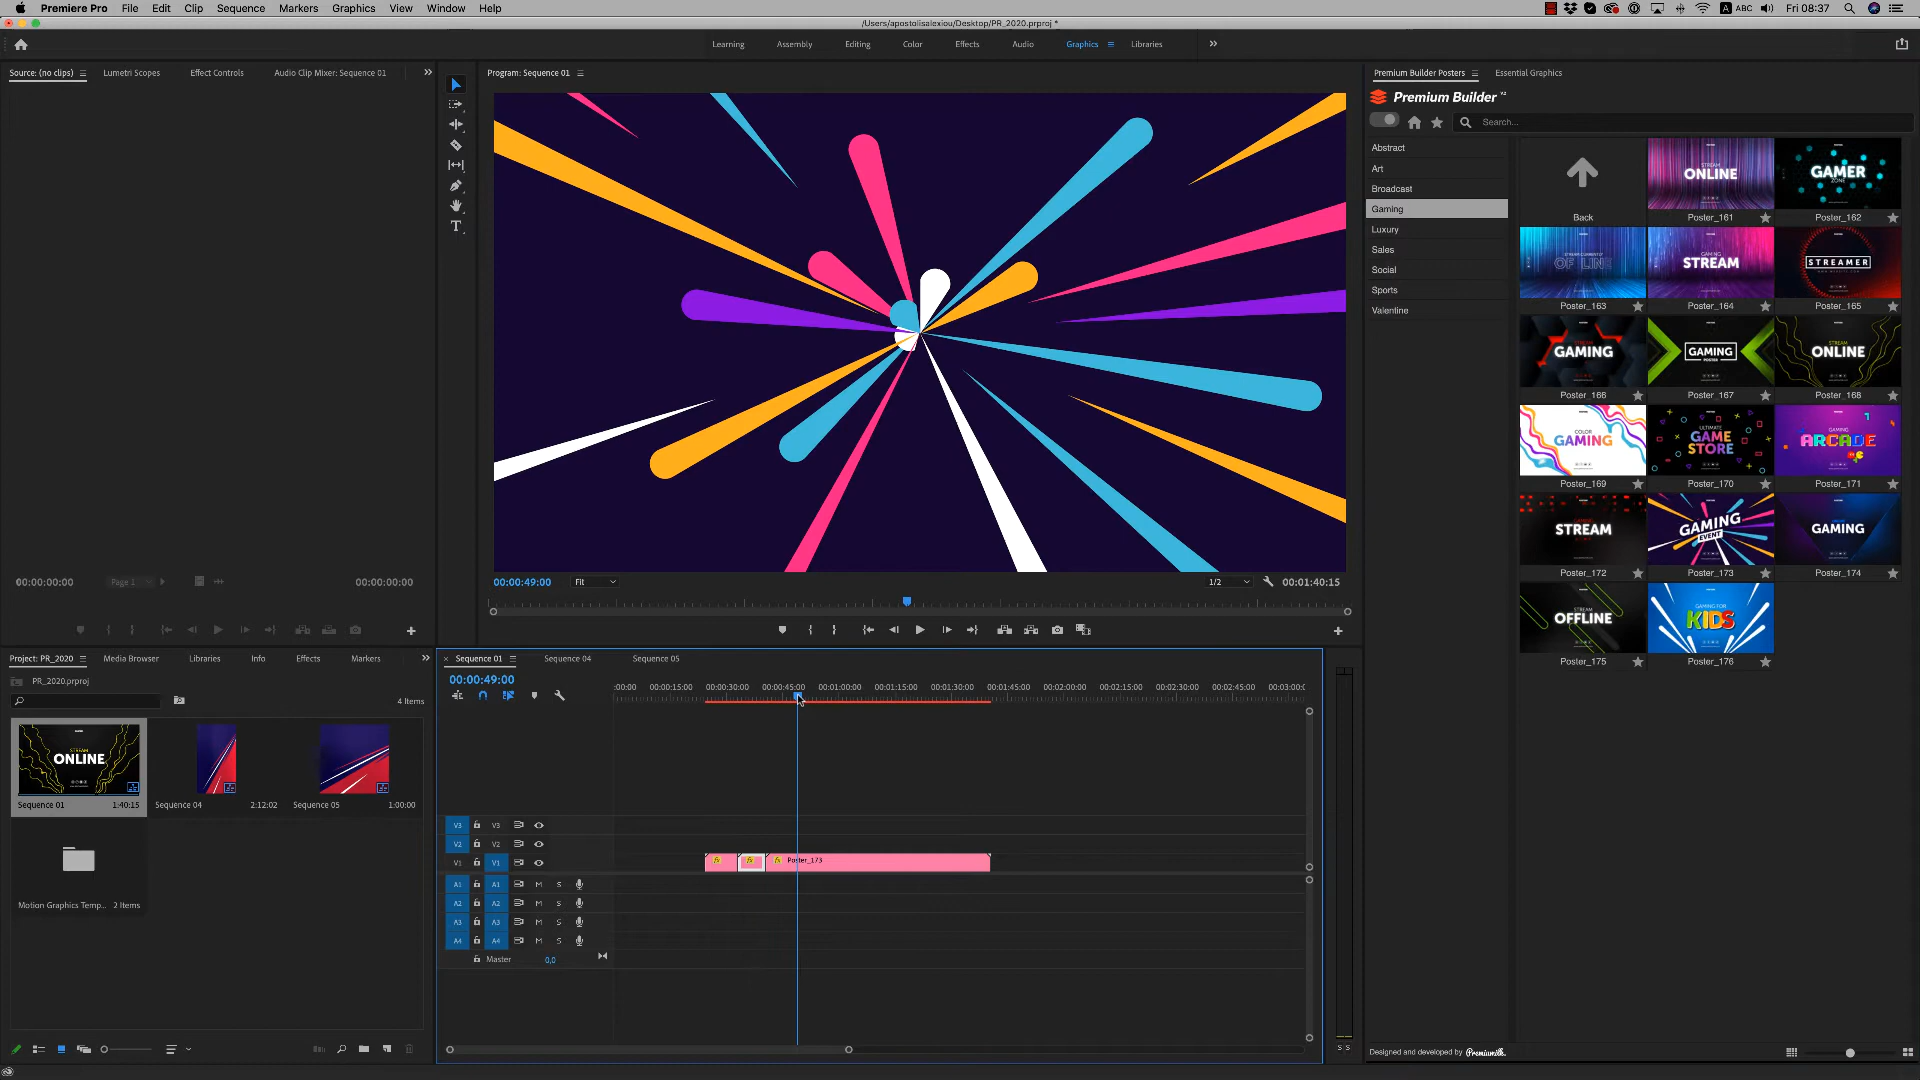 Premiere Pro File Edit Clip Sequence Markers Graphics View Window Help
ABC Fri 08:37
/Users/apostolisalexiou/Desktop/PR_2020.prproj *
Learning Assembly Editing Color Effects Audio Graphics Libraries
Source: (no clips) Lumetri Scopes Effect Controls Audio Clip Mixer: Sequence 01
Program: Sequence 01
Premium Builder Posters Essential Graphics
Premium Builder
Search...
Abstract
Art
Broadcast
Gaming
Luxury
Sales
Social
Sports
Valentine
Back
STREAM
ONLINE
Poster_161
GAMER
ZONE
Poster_162
Poster_163
GAMING
STREAM
Poster_164
STREAMER
Poster_165
GAMING
Poster_166
GAMING
POSTER
Poster_167
STREAM
ONLINE
Poster_168
COLOR
GAMING
Poster_169
ULTIMATE
GAME
STORE
Poster_170
GAMING
ARCADE
Poster_171
STREAM
Poster_172
GAMING
EVENT
Poster_173
GAMING
Poster_174
STREAM
OFFLINE
Poster_175
GAMING FOR
KIDS
Poster_176
00:00:00:00 Page 1 00:00:00:00
00:00:49:00 Fit 1/2 00:01:40:15
Project: PR_2020 Media Browser Libraries Info Effects Markers
PR_2020.prproj
4 Items
STREAM
ONLINE
Sequence 01 1:40:15
Sequence 04 2:12:02
Sequence 05 1:00:00
Motion Graphics Temp... 2 Items
Sequence 01 Sequence 04 Sequence 05
00:00:49:00
:00:00 00:00:15:00 00:00:30:00 00:00:45:00 00:01:00:00 00:01:15:00 00:01:30:00 00:01:45:00 00:02:00:00 00:02:15:00 00:02:30:00 00:02:45:00 00:03:00:0
V3 V3
V2 V2
V1 V1
fx fx fx Poster_173
A1 A1 M S
A2 A2 M S
A3 A3 M S
A4 A4 M S
Master 0,0
S S
Designed and developed by Premiumilk.